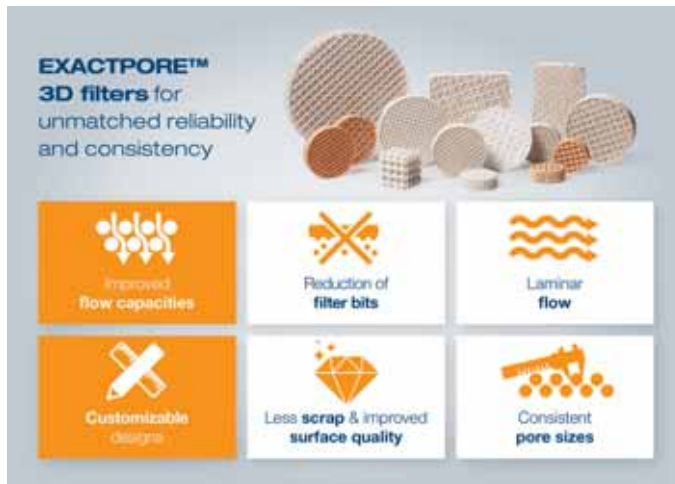 EXACTPORE™
3D filters for
unmatched reliability
and consistency
Improved
flow capacities
Reduction of
filter bits
Laminar
flow
Customizable
designs
Less scrap & improved
surface quality
Consistent
pore sizes